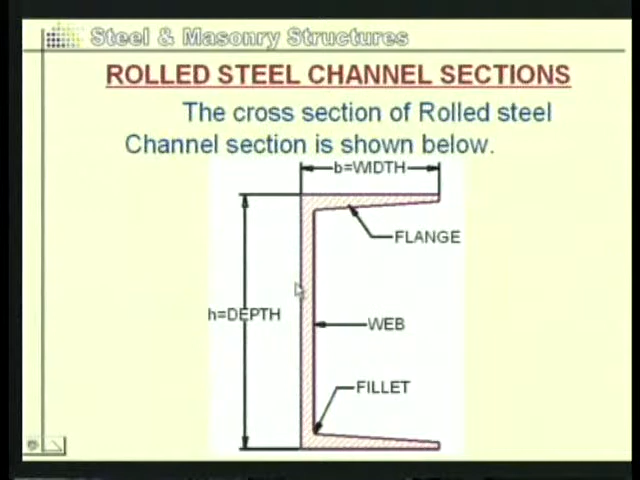 Steel & Masonry Structures
ROLLED STEEL CHANNEL SECTIONS
The cross section of Rolled steel
Channel section is shown below.
b=WIDTH
FLANGE
h=DEPTH
WEB
FILLET